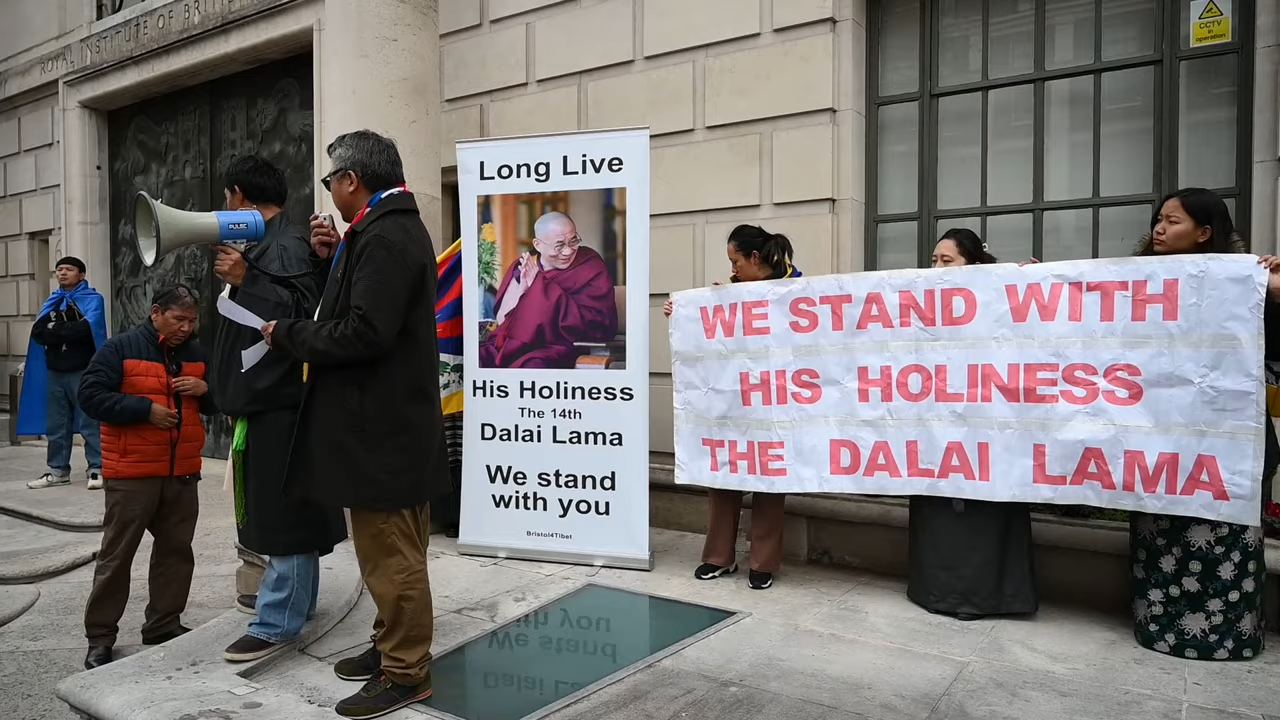 ROYAL INSTITUTE OF
CCTV
in
operation
PULSE
Long Live
His Holiness
The 14th
Dalai Lama
We stand
with you
Bristol4Tibet
WE STAND WITH
HIS HOLINESS
THE DALAI LAMA